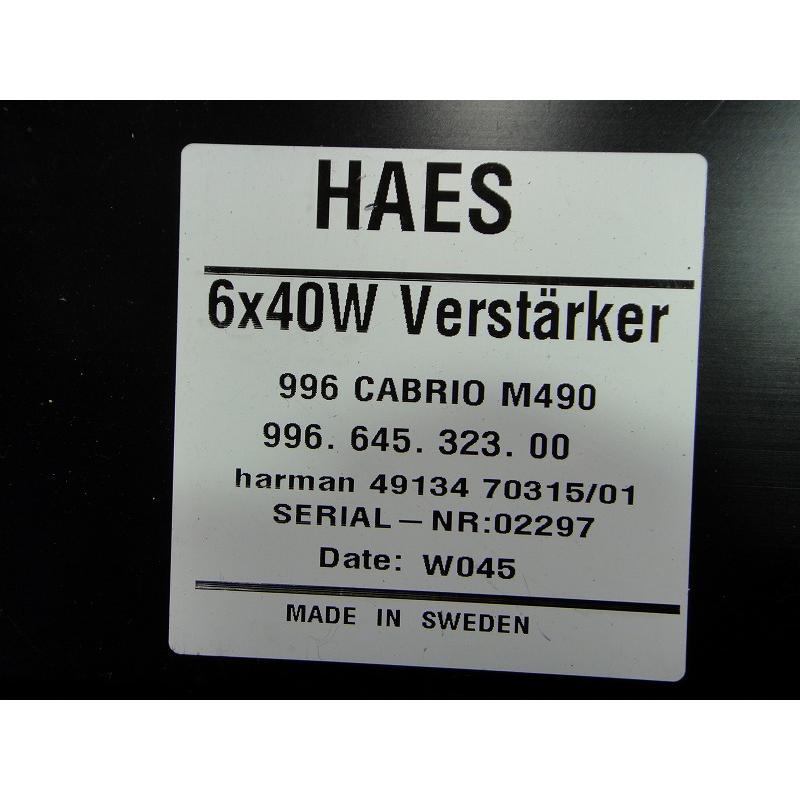 HAES
6x40W Verstärker
996 CABRIO M490
996. 645. 323. 00
harman 49134 70315/01
SERIAL-NR:02297
Date: W045
MADE IN SWEDEN